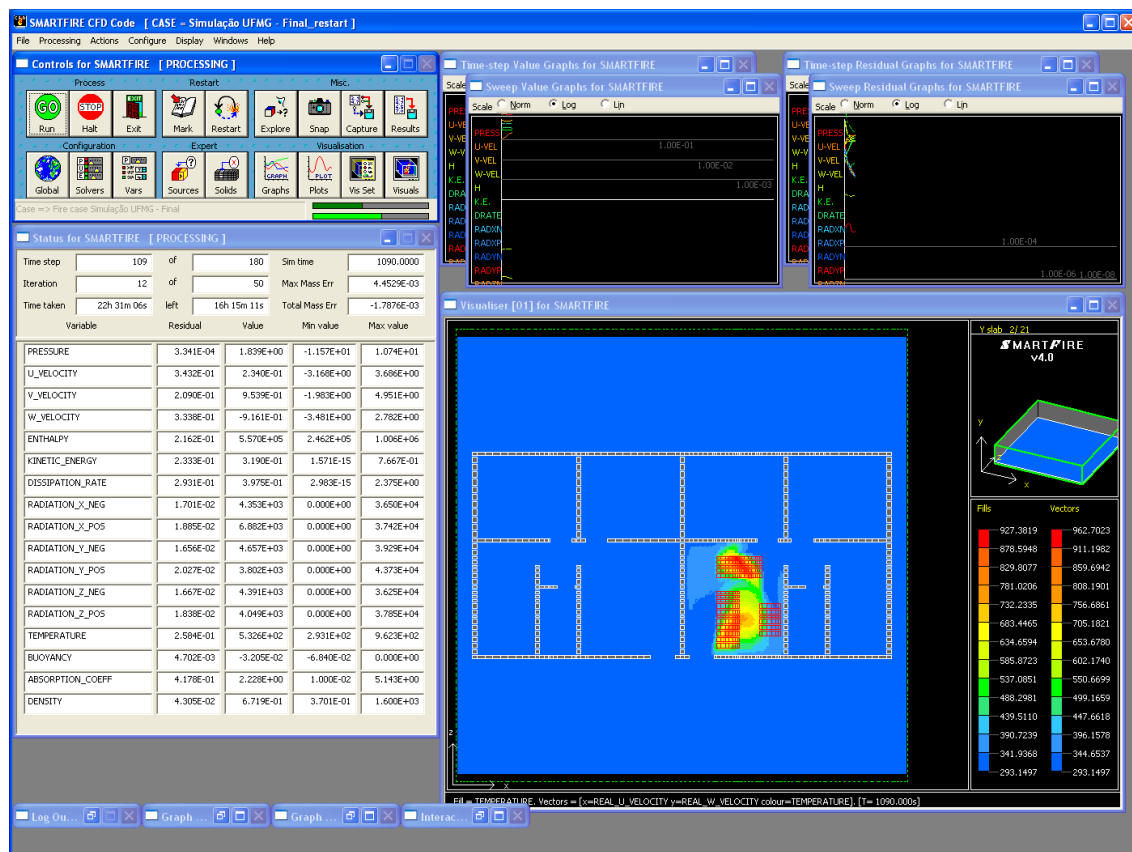 SMARTFIRE CFD Code [ CASE - Simulação UFMG - Final_restart ]
File Processing Actions Configure Display Windows Help
Controls for SMARTFIRE [ PROCESSING ]
Process Restart Misc.
GO STOP EXIT
Run Halt Exit Mark Restart Explore Snap Capture Results
Configuration Expert Visualisation
GRAPH PLOT
Global Solvers Vars Sources Solids Graphs Plots Vis Set Visuals
Case => Fire case Simulação UFMG - Final
Status for SMARTFIRE [ PROCESSING ]
Time step 109 of 180 Sim time 1090.0000
Iteration 12 of 50 Max Mass Err 4.4529E-03
Time taken 22h 31m 06s left 16h 15m 11s Total Mass Err -1.7876E-03
Variable Residual Value Min value Max value
PRESSURE 3.341E-04 1.839E+00 -1.157E+01 1.074E+01
U_VELOCITY 3.432E-01 2.340E-01 -3.168E+00 3.686E+00
V_VELOCITY 2.090E-01 9.539E-01 -1.983E+00 4.951E+00
W_VELOCITY 3.338E-01 -9.161E-01 -3.481E+00 2.782E+00
ENTHALPY 2.162E-01 5.570E+05 2.462E+05 1.006E+06
KINETIC_ENERGY 2.333E-01 3.190E-01 1.571E-15 7.667E-01
DISSIPATION_RATE 2.931E-01 3.975E-01 2.983E-15 2.375E+00
RADIATION_X_NEG 1.701E-02 4.353E+03 0.000E+00 3.650E+04
RADIATION_X_POS 1.885E-02 6.882E+03 0.000E+00 3.742E+04
RADIATION_Y_NEG 1.656E-02 4.657E+03 0.000E+00 3.929E+04
RADIATION_Y_POS 2.027E-02 3.802E+03 0.000E+00 4.373E+04
RADIATION_Z_NEG 1.667E-02 4.391E+03 0.000E+00 3.625E+04
RADIATION_Z_POS 1.838E-02 4.049E+03 0.000E+00 3.785E+04
TEMPERATURE 2.584E-01 5.326E+02 2.931E+02 9.623E+02
BUOYANCY 4.702E-03 -3.205E-02 -6.840E-02 0.000E+00
ABSORPTION_COEFF 4.178E-01 2.228E+00 1.000E-02 5.143E+00
DENSITY 4.305E-02 6.719E-01 3.701E-01 1.600E+03
Time-step Value Graphs for SMARTFIRE
Scale
Sweep Value Graphs for SMARTFIRE
Scale Norm Log Lin
PRESS
U-VEL
V-VEL
W-VEL
H
K.E.
DRATE
RADXN
RADXP
RADYN
RADYP
RADZN
1.00E-01
1.00E-02
1.00E-03
Time-step Residual Graphs for SMARTFIRE
Scale
Sweep Residual Graphs for SMARTFIRE
Scale Norm Log Lin
PRESS
U-VEL
V-VEL
W-VEL
H
K.E.
DRATE
RADXN
RADXP
RADYN
RADYP
RADZN
1.00E-04
1.00E-06 1.00E-08
Visualiser [01] for SMARTFIRE
Y slab 2/ 21
SMARTFIRE
v4.0
y
z
x
Fills Vectors
927.3819 962.7023
878.5948 911.1982
829.8077 859.6942
781.0206 808.1901
732.2335 756.6861
683.4465 705.1821
634.6594 653.6780
585.8723 602.1740
537.0851 550.6699
488.2981 499.1659
439.5110 447.6618
390.7239 396.1578
341.9368 344.6537
293.1497 293.1497
z
x
Fill = TEMPERATURE. Vectors = [x=REAL_U_VELOCITY y=REAL_W_VELOCITY colour=TEMPERATURE]. [T= 1090.000s]
Log Ou... Graph ... Graph ... Interac...